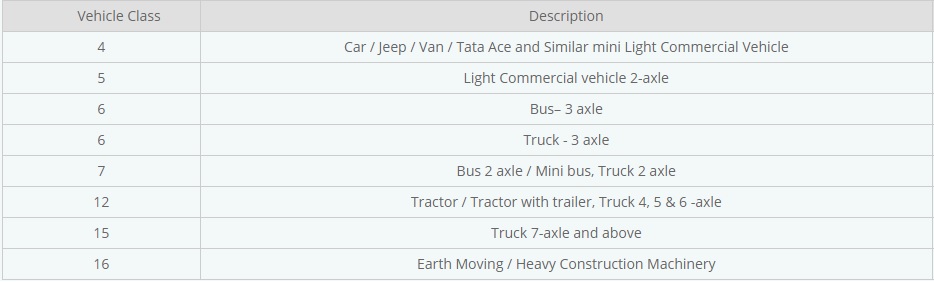 Vehicle Class Description
4 Car / Jeep / Van / Tata Ace and Similar mini Light Commercial Vehicle
5 Light Commercial vehicle 2-axle
6 Bus– 3 axle
6 Truck - 3 axle
7 Bus 2 axle / Mini bus, Truck 2 axle
12 Tractor / Tractor with trailer, Truck 4, 5 & 6 -axle
15 Truck 7-axle and above
16 Earth Moving / Heavy Construction Machinery